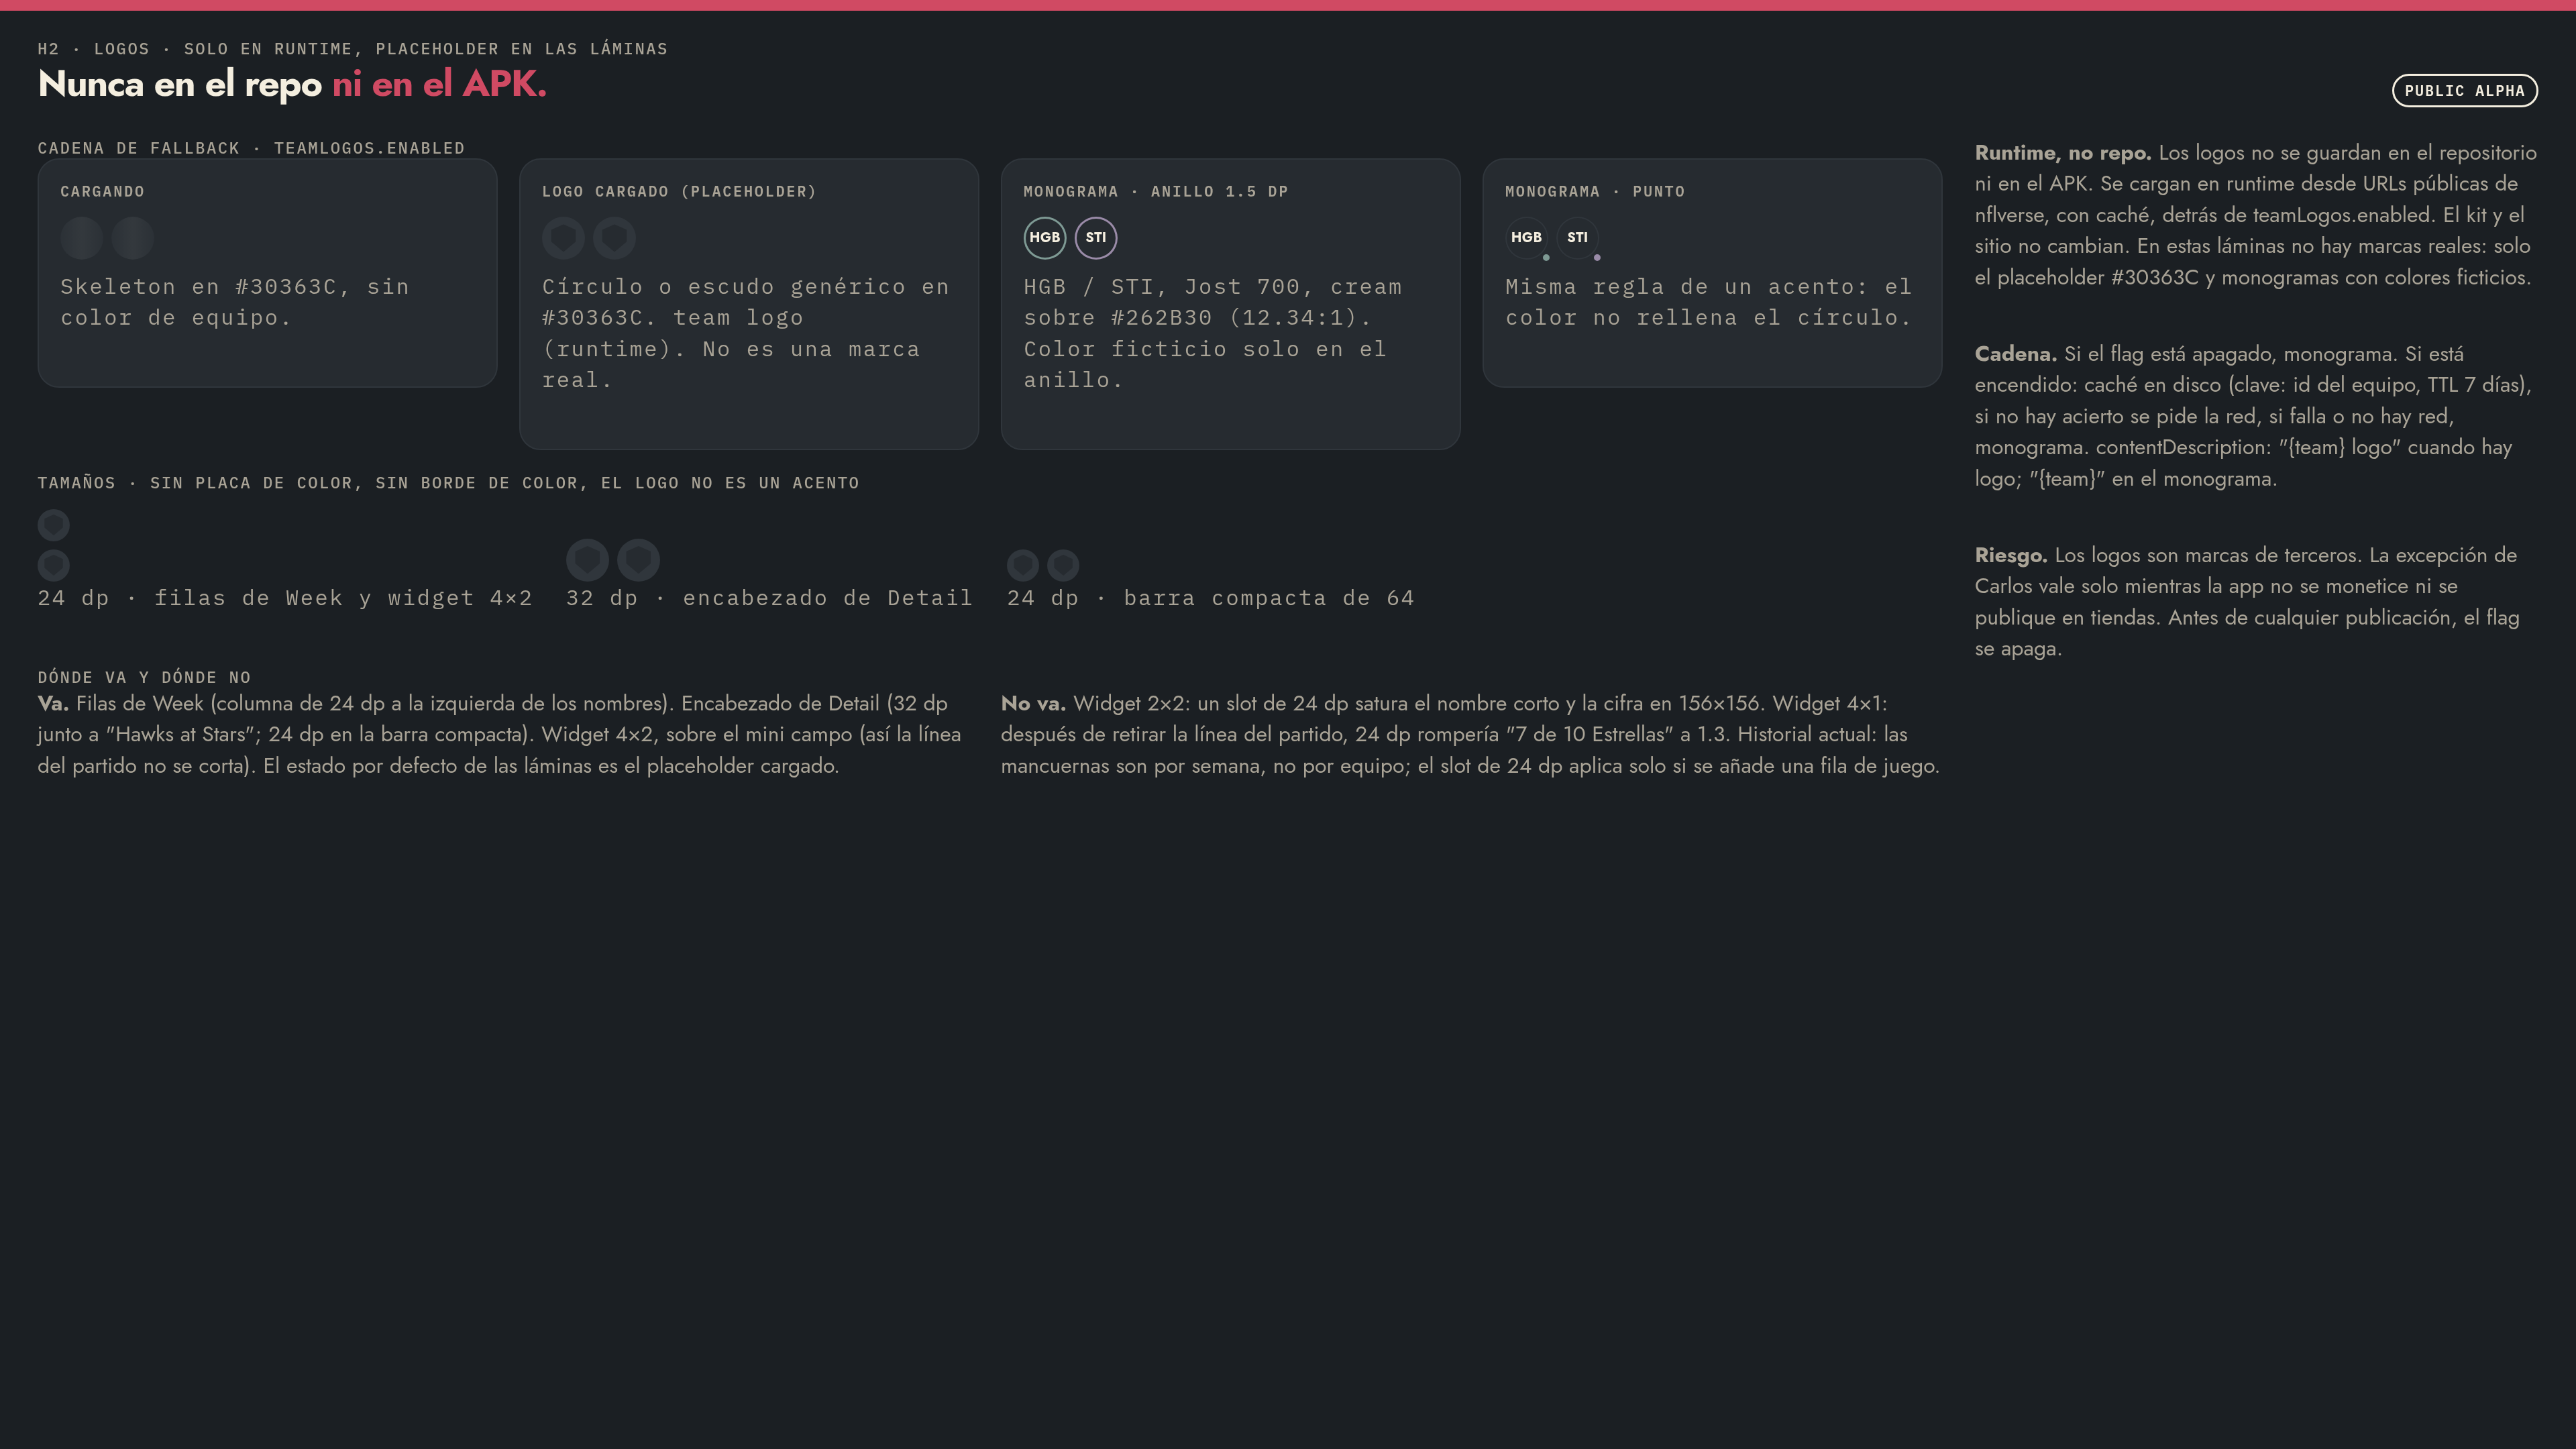 H2 · LOGOS · SOLO EN RUNTIME, PLACEHOLDER EN LAS LÁMINAS
Nunca en el repo ni en el APK.
PUBLIC ALPHA
CADENA DE FALLBACK · TEAMLOGOS.ENABLED
CARGANDO
Skeleton en #30363C, sin
color de equipo.
LOGO CARGADO (PLACEHOLDER)
Círculo o escudo genérico en
#30363C. team logo
(runtime). No es una marca
real.
MONOGRAMA · ANILLO 1.5 DP
HGB STI
HGB / STI, Jost 700, cream
sobre #262B30 (12.34:1).
Color ficticio solo en el
anillo.
MONOGRAMA · PUNTO
HGB STI
Misma regla de un acento: el
color no rellena el círculo.
TAMAÑOS · SIN PLACA DE COLOR, SIN BORDE DE COLOR, EL LOGO NO ES UN ACENTO
24 dp · filas de Week y widget 4×2
32 dp · encabezado de Detail
24 dp · barra compacta de 64
DÓNDE VA Y DÓNDE NO
Va. Filas de Week (columna de 24 dp a la izquierda de los nombres). Encabezado de Detail (32 dp
junto a "Hawks at Stars"; 24 dp en la barra compacta). Widget 4×2, sobre el mini campo (así la línea
del partido no se corta). El estado por defecto de las láminas es el placeholder cargado.
No va. Widget 2×2: un slot de 24 dp satura el nombre corto y la cifra en 156×156. Widget 4×1:
después de retirar la línea del partido, 24 dp rompería "7 de 10 Estrellas" a 1.3. Historial actual: las
mancuernas son por semana, no por equipo; el slot de 24 dp aplica solo si se añade una fila de juego.
Runtime, no repo. Los logos no se guardan en el repositorio
ni en el APK. Se cargan en runtime desde URLs públicas de
nflverse, con caché, detrás de teamLogos.enabled. El kit y el
sitio no cambian. En estas láminas no hay marcas reales: solo
el placeholder #30363C y monogramas con colores ficticios.
Cadena. Si el flag está apagado, monograma. Si está
encendido: caché en disco (clave: id del equipo, TTL 7 días),
si no hay acierto se pide la red, si falla o no hay red,
monograma. contentDescription: "{team} logo" cuando hay
logo; "{team}" en el monograma.
Riesgo. Los logos son marcas de terceros. La excepción de
Carlos vale solo mientras la app no se monetice ni se
publique en tiendas. Antes de cualquier publicación, el flag
se apaga.